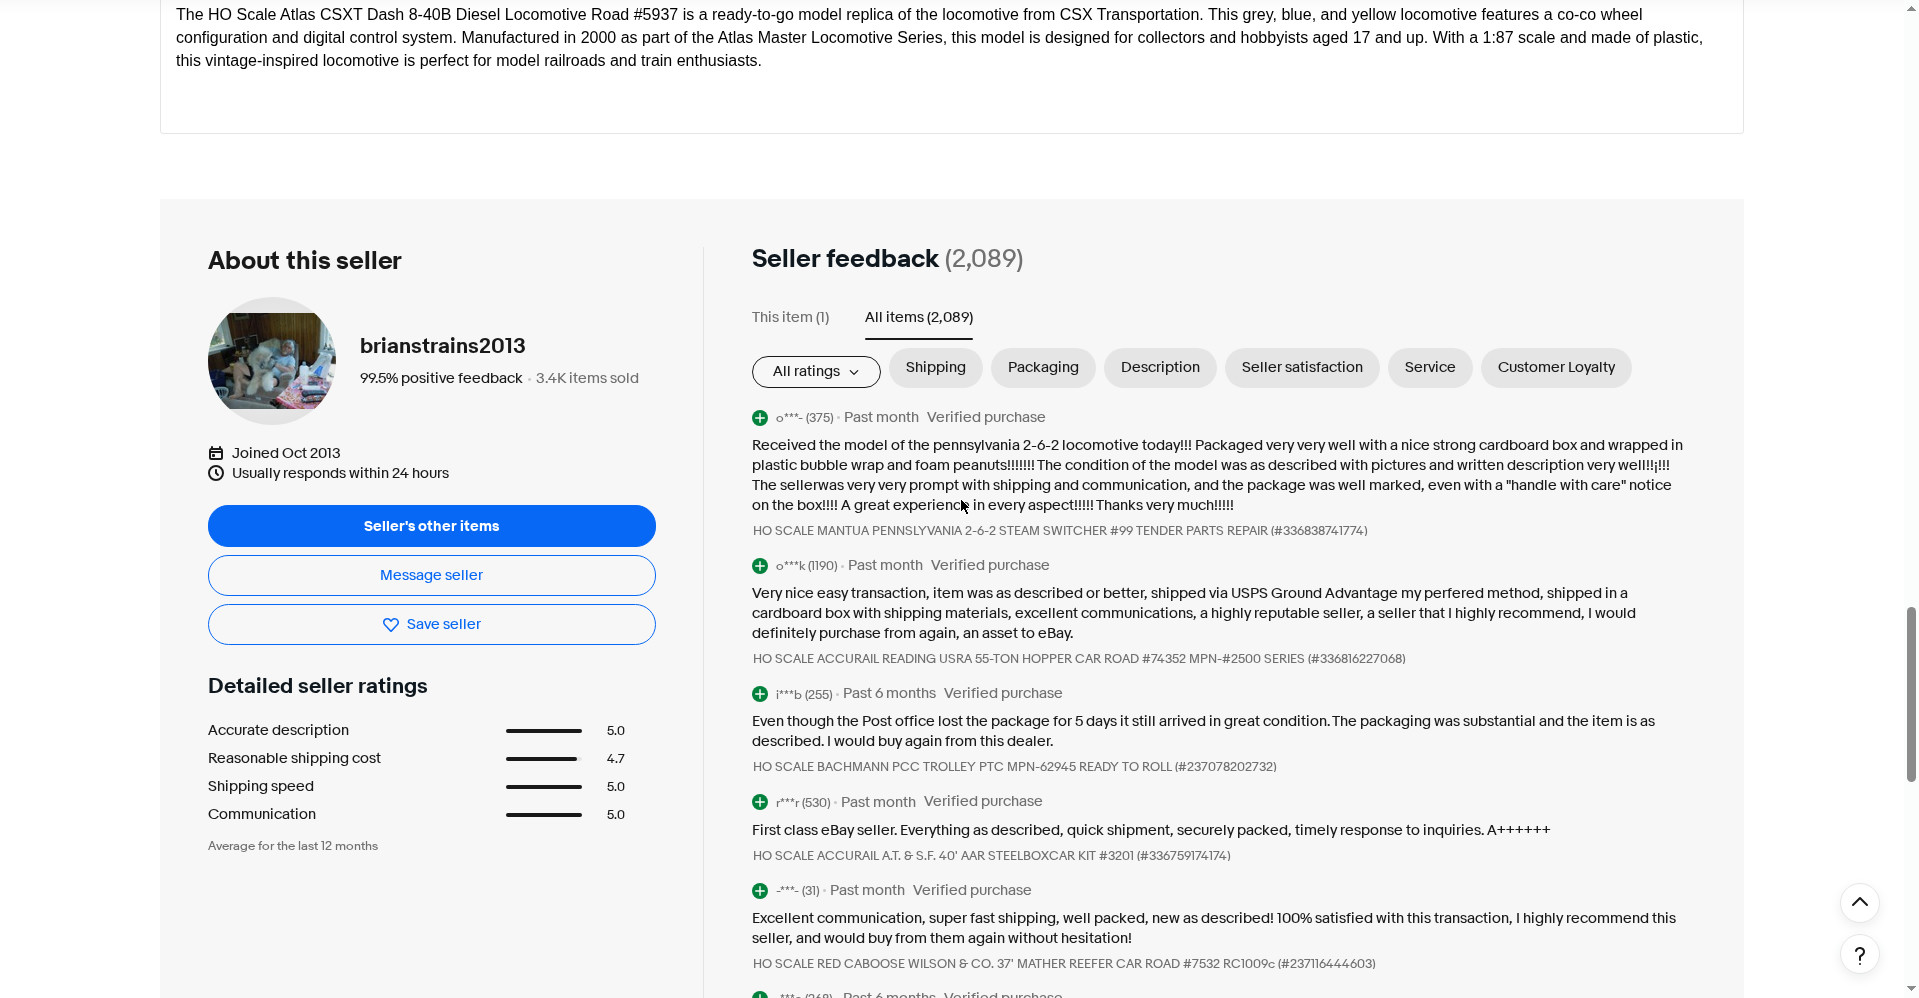 The HO Scale Atlas CSXT Dash 8-40B Diesel Locomotive Road #5937 is a ready-to-go model replica of the locomotive from CSX Transportation. This grey, blue, and yellow locomotive features a co-co wheel
configuration and digital control system. Manufactured in 2000 as part of the Atlas Master Locomotive Series, this model is designed for collectors and hobbyists aged 17 and up. With a 1:87 scale and made of plastic,
this vintage-inspired locomotive is perfect for model railroads and train enthusiasts.
About this seller
brianstrains2013
99.5% positive feedback · 3.4K items sold
Joined Oct 2013
Usually responds within 24 hours
Seller's other items
Message seller
Save seller
Detailed seller ratings
Accurate description 5.0
Reasonable shipping cost 4.7
Shipping speed 5.0
Communication 5.0
Average for the last 12 months
Seller feedback (2,089)
This item (1) All items (2,089)
All ratings Shipping Packaging Description Seller satisfaction Service Customer Loyalty
o***- (375) · Past month Verified purchase
Received the model of the pennsylvania 2-6-2 locomotive today!!! Packaged very very well with a nice strong cardboard box and wrapped in
plastic bubble wrap and foam peanuts!!!!!!! The condition of the model was as described with pictures and written description very well!!¡!!!
The sellerwas very very prompt with shipping and communication, and the package was well marked, even with a "handle with care" notice
on the box!!!! A great experience in every aspect!!!!! Thanks very much!!!!!
HO SCALE MANTUA PENNSLYVANIA 2-6-2 STEAM SWITCHER #99 TENDER PARTS REPAIR (#336838741774)
o***k (1190) · Past month Verified purchase
Very nice easy transaction, item was as described or better, shipped via USPS Ground Advantage my perfered method, shipped in a
cardboard box with shipping materials, excellent communications, a highly reputable seller, a seller that I highly recommend, I would
definitely purchase from again, an asset to eBay.
HO SCALE ACCURAIL READING USRA 55-TON HOPPER CAR ROAD #74352 MPN-#2500 SERIES (#336816227068)
i***b (255) · Past 6 months Verified purchase
Even though the Post office lost the package for 5 days it still arrived in great condition. The packaging was substantial and the item is as
described. I would buy again from this dealer.
HO SCALE BACHMANN PCC TROLLEY PTC MPN-62945 READY TO ROLL (#237078202732)
r***r (530) · Past month Verified purchase
First class eBay seller. Everything as described, quick shipment, securely packed, timely response to inquiries. A++++++
HO SCALE ACCURAIL A.T. & S.F. 40' AAR STEELBOXCAR KIT #3201 (#336759174174)
-***- (31) · Past month Verified purchase
Excellent communication, super fast shipping, well packed, new as described! 100% satisfied with this transaction, I highly recommend this
seller, and would buy from them again without hesitation!
HO SCALE RED CABOOSE WILSON & CO. 37' MATHER REEFER CAR ROAD #7532 RC1009c (#237116444603)
Past 6 months Verified purchase
?